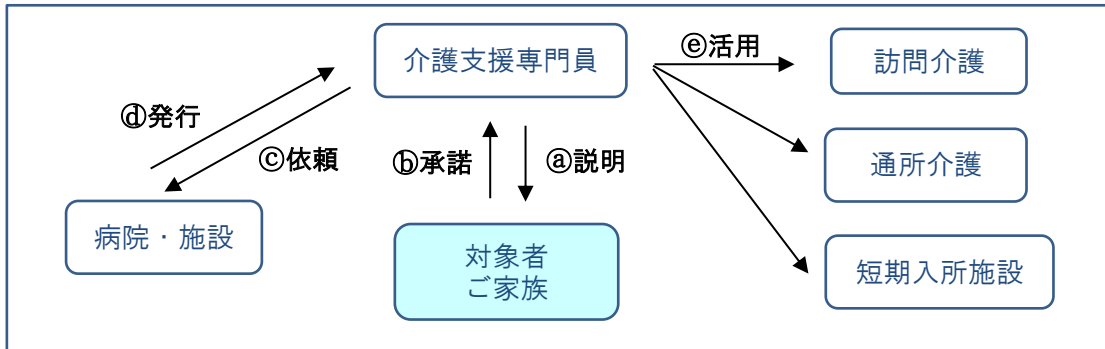 介護支援専門員
ⓔ活用
訪問介護
ⓓ発行
ⓒ依頼
ⓑ承諾
ⓐ説明
通所介護
病院・施設
対象者
ご家族
短期入所施設